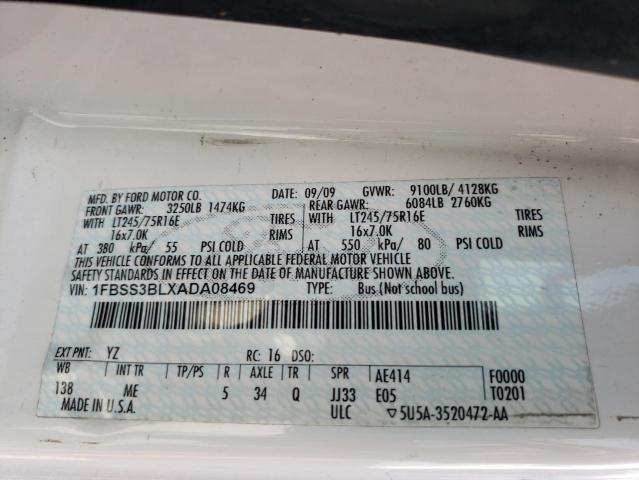 MFD. BY FORD MOTOR CO. DATE: 09/09 GVWR: 9100LB/ 4128KG
FRONT GAWR: 3250LB 1474KG REAR GAWR: 6084LB 2760KG
WITH LT245/75R16E TIRES WITH LT245/75R16E TIRES
16x7.0K RIMS 16x7.0K RIMS
AT 380 kPa/ 55 PSI COLD AT 550 kPa/ 80 PSI COLD
THIS VEHICLE CONFORMS TO ALL APPLICABLE FEDERAL MOTOR VEHICLE
SAFETY STANDARDS IN EFFECT ON THE DATE OF MANUFACTURE SHOWN ABOVE.
VIN: 1FBSS3BLXADA08469 TYPE: Bus (Not school bus)
EXT PNT: YZ RC: 16 DSO:
WB INT TR TP/PS R AXLE TR SPR AE414 F0000
138 ME 5 34 Q JJ33 E05 T0201
MADE IN U.S.A. ULC ▽5U5A-3520472-AA